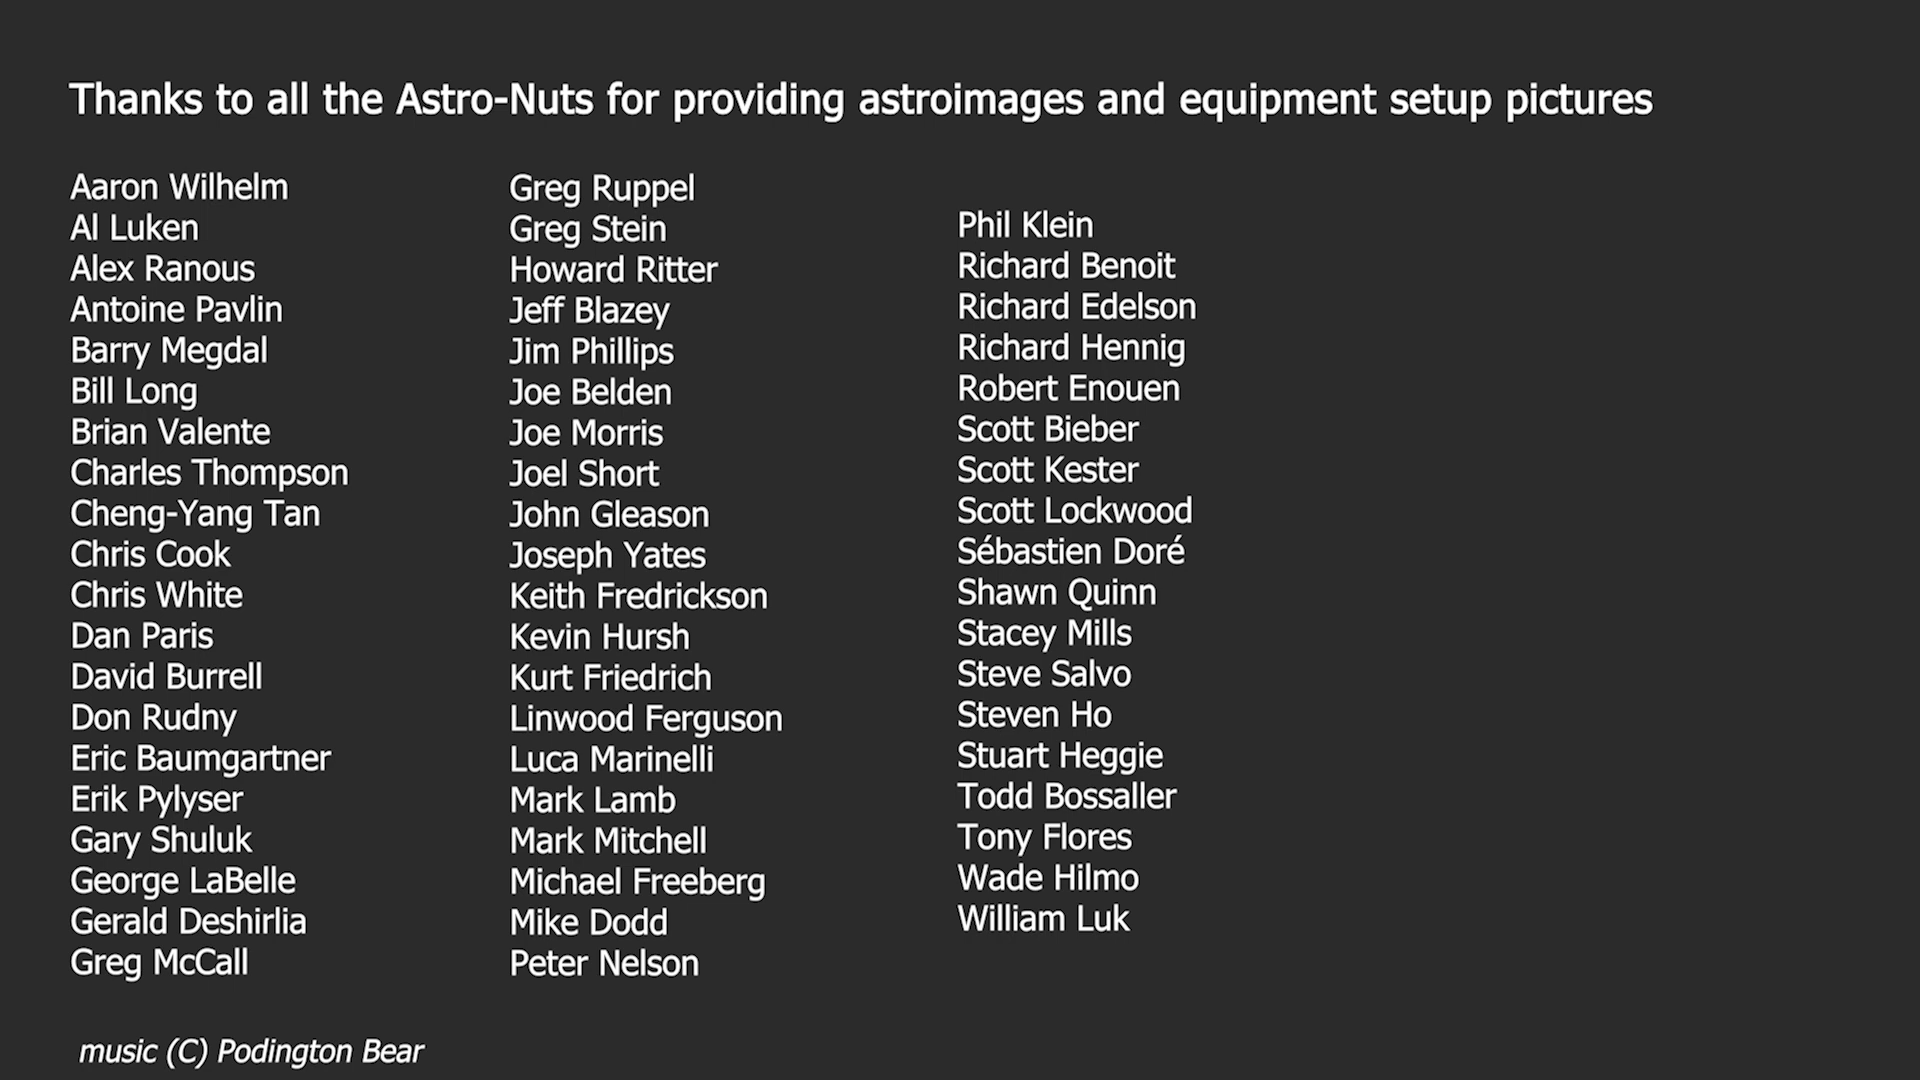 Thanks to all the Astro-Nuts for providing astroimages and equipment setup pictures
Aaron Wilhelm
Al Luken
Alex Ranous
Antoine Pavlin
Barry Megdal
Bill Long
Brian Valente
Charles Thompson
Cheng-Yang Tan
Chris Cook
Chris White
Dan Paris
David Burrell
Don Rudny
Eric Baumgartner
Erik Pylyser
Gary Shuluk
George LaBelle
Gerald Deshirlia
Greg McCall
Greg Ruppel
Greg Stein
Howard Ritter
Jeff Blazey
Jim Phillips
Joe Belden
Joe Morris
Joel Short
John Gleason
Joseph Yates
Keith Fredrickson
Kevin Hursh
Kurt Friedrich
Linwood Ferguson
Luca Marinelli
Mark Lamb
Mark Mitchell
Michael Freeberg
Mike Dodd
Peter Nelson
Phil Klein
Richard Benoit
Richard Edelson
Richard Hennig
Robert Enouen
Scott Bieber
Scott Kester
Scott Lockwood
Sébastien Doré
Shawn Quinn
Stacey Mills
Steve Salvo
Steven Ho
Stuart Heggie
Todd Bossaller
Tony Flores
Wade Hilmo
William Luk
music (C) Podington Bear